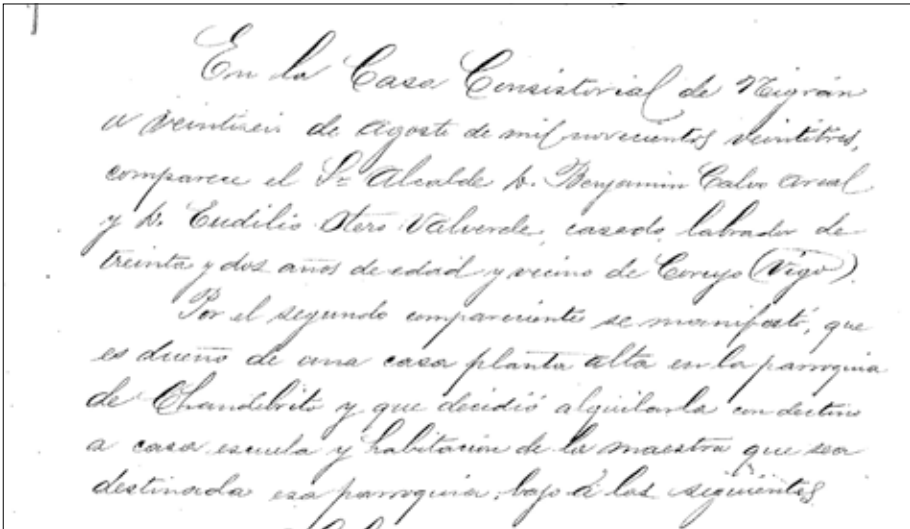 En la Casa Consistorial de Nigrán
a veintiseis de Agosto de mil novecientos veintitres,
comparece el Sr Alcalde D. Benjamin Calvo Areal
y D. Eudilio Otero Valverde, casado, labrador de
treinta y dos años de edad y vecino de Corujo (Vigo).
Por el segundo compareciente se manifestó, que
es dueño de una casa planta alta en la parroquia
de Chandebrito y que decidió alquilarla con destino
a casa escuela y habitación de la maestra que sea
destinada esa parroquia, bajo á las siguientes